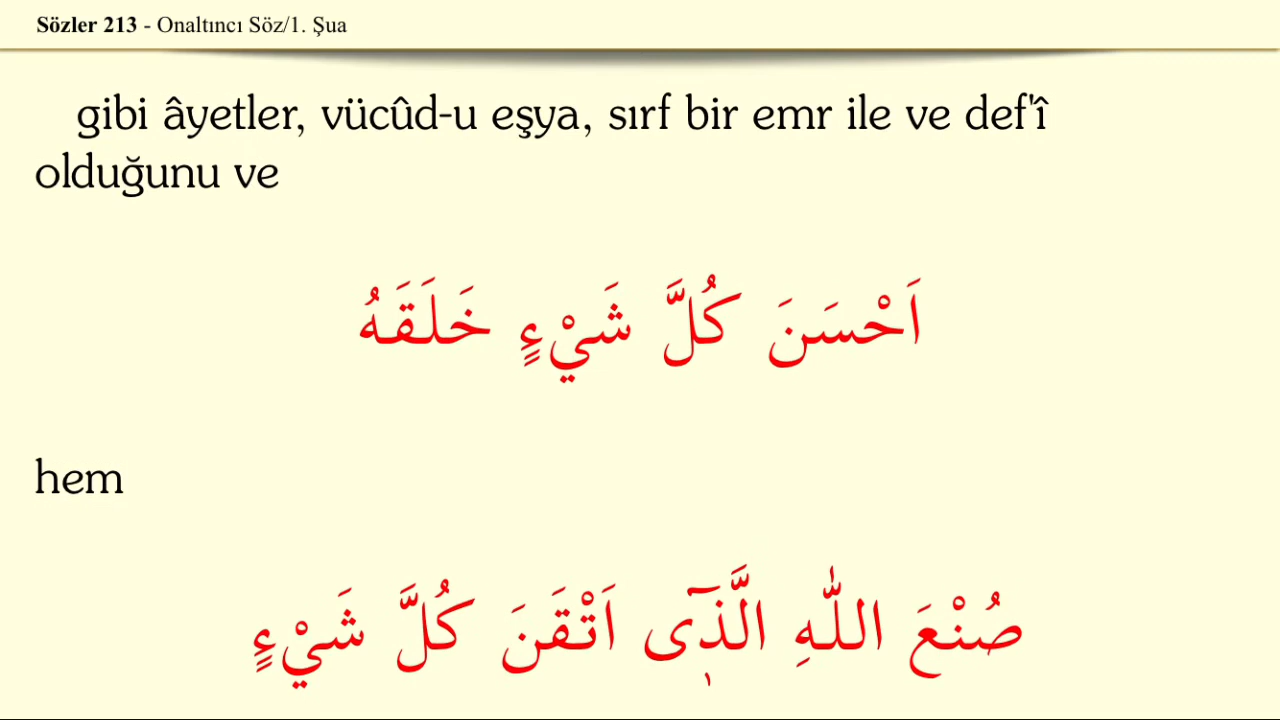 Sözler 213 - Onaltıncı Söz/1. Şua
gibi âyetler, vücûd-u eşya, sırf bir emr ile ve def'î
olduğunu ve
اَحْسَنَ كُلَّ شَيْءٍ خَلَقَهُ
hem
صُنْعَ اللّٰهِ الَّذٖٓى اَتْقَنَ كُلَّ شَيْءٍ